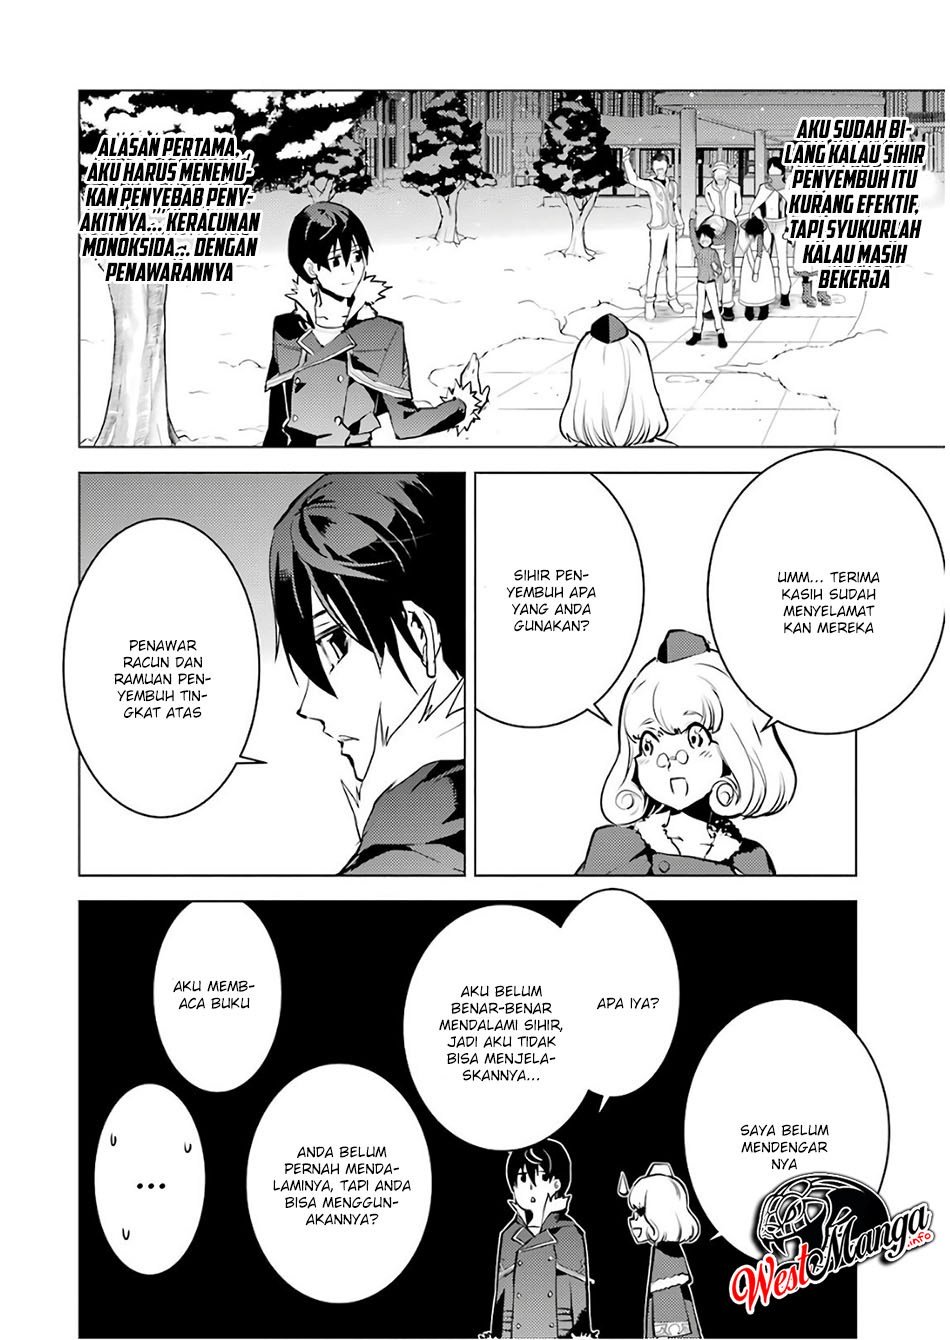 AKU SUDAH BI-
LANG KALAU SIHIR
PENYEMBUH ITU
KURANG EFEKTIF,
TAPI SYUKURLAH
KALAU MASIH
BEKERJA
ALASAN PERTAMA,
AKU HARUS MENEMU-
KAN PENYEBAB PENY-
AKITNYA... KERACUNAN
MONOKSIDA... DENGAN
PENAWARANNYA
UMM... TERIMA
KASIH SUDAH
MENYELAMAT
KAN MEREKA
SIHIR PEN-
YEMBUH APA
YANG ANDA
GUNAKAN?
PENAWAR
RACUN DAN
RAMUAN PEN-
YEMBUH TIN-
GKAT ATAS
SAYA BELUM
MENDENGAR
NYA
APA IYA?
AKU BELUM
BENAR-BENAR
MENDALAMI SIHIR,
JADI AKU TIDAK
BISA MENJELA-
SKANNYA...
ANDA BELUM
PERNAH MENDA-
LAMINYA, TAPI ANDA
BISA MENGGUN-
AKANNYA?
AKU MEMB-
ACA BUKU
...
WestManga
.info